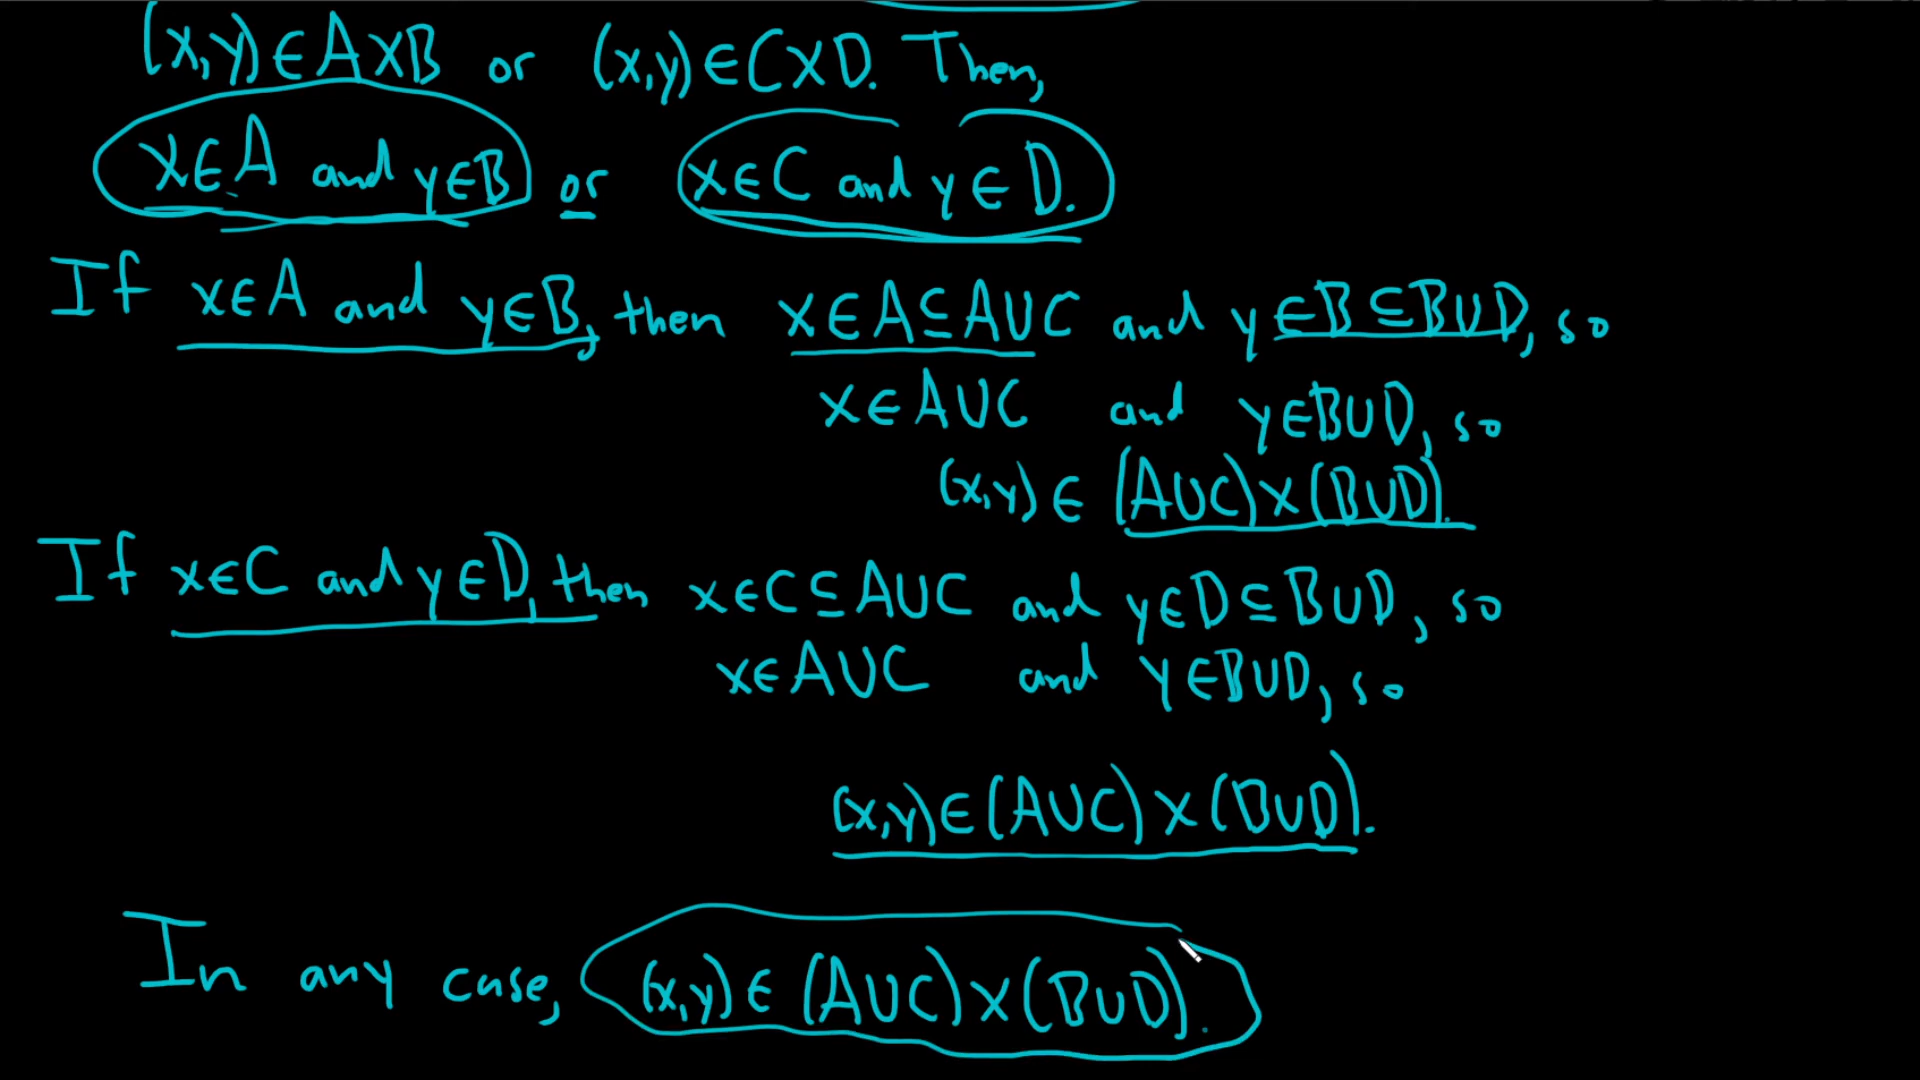 (x,y)∈A×B or (x,y)∈C×D. Then,
x∈A and y∈B or x∈C and y∈D.
If x∈A and y∈B, then x∈A⊆A∪C and y∈B⊆B∪D, so
x∈A∪C and y∈B∪D, so
(x,y)∈(A∪C)×(B∪D).
If x∈C and y∈D, then x∈C⊆A∪C and y∈D⊆B∪D, so
x∈A∪C and y∈B∪D, so
(x,y)∈(A∪C)×(B∪D).
In any case, (x,y)∈(A∪C)×(B∪D).